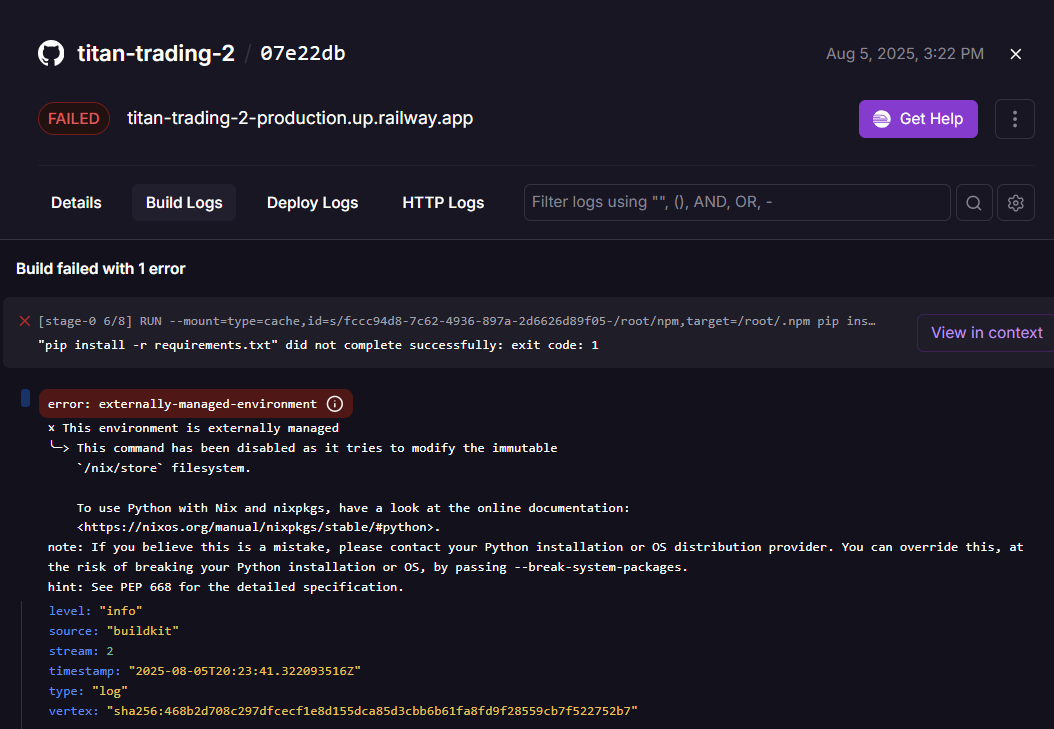 titan-trading-2 / 07e22db
Aug 5, 2025, 3:22 PM
FAILED
titan-trading-2-production.up.railway.app
Get Help
Details
Build Logs
Deploy Logs
HTTP Logs
Filter logs using "", (), AND, OR, -
Build failed with 1 error
[stage-0 6/8] RUN --mount=type=cache,id=s/fccc94d8-7c62-4936-897a-2d6626d89f05-/root/npm,target=/root/.npm pip ins…
"pip install -r requirements.txt" did not complete successfully: exit code: 1
View in context
error: externally-managed-environment
x This environment is externally managed
╰─> This command has been disabled as it tries to modify the immutable
`/nix/store` filesystem.
To use Python with Nix and nixpkgs, have a look at the online documentation:
<https://nixos.org/manual/nixpkgs/stable/#python>.
note: If you believe this is a mistake, please contact your Python installation or OS distribution provider. You can override this, at
the risk of breaking your Python installation or OS, by passing --break-system-packages.
hint: See PEP 668 for the detailed specification.
level: "info"
source: "buildkit"
stream: 2
timestamp: "2025-08-05T20:23:41.322093516Z"
type: "log"
vertex: "sha256:468b2d708c297dfcecf1e8d155dca85d3cbb6b61fa8fd9f28559cb7f522752b7"